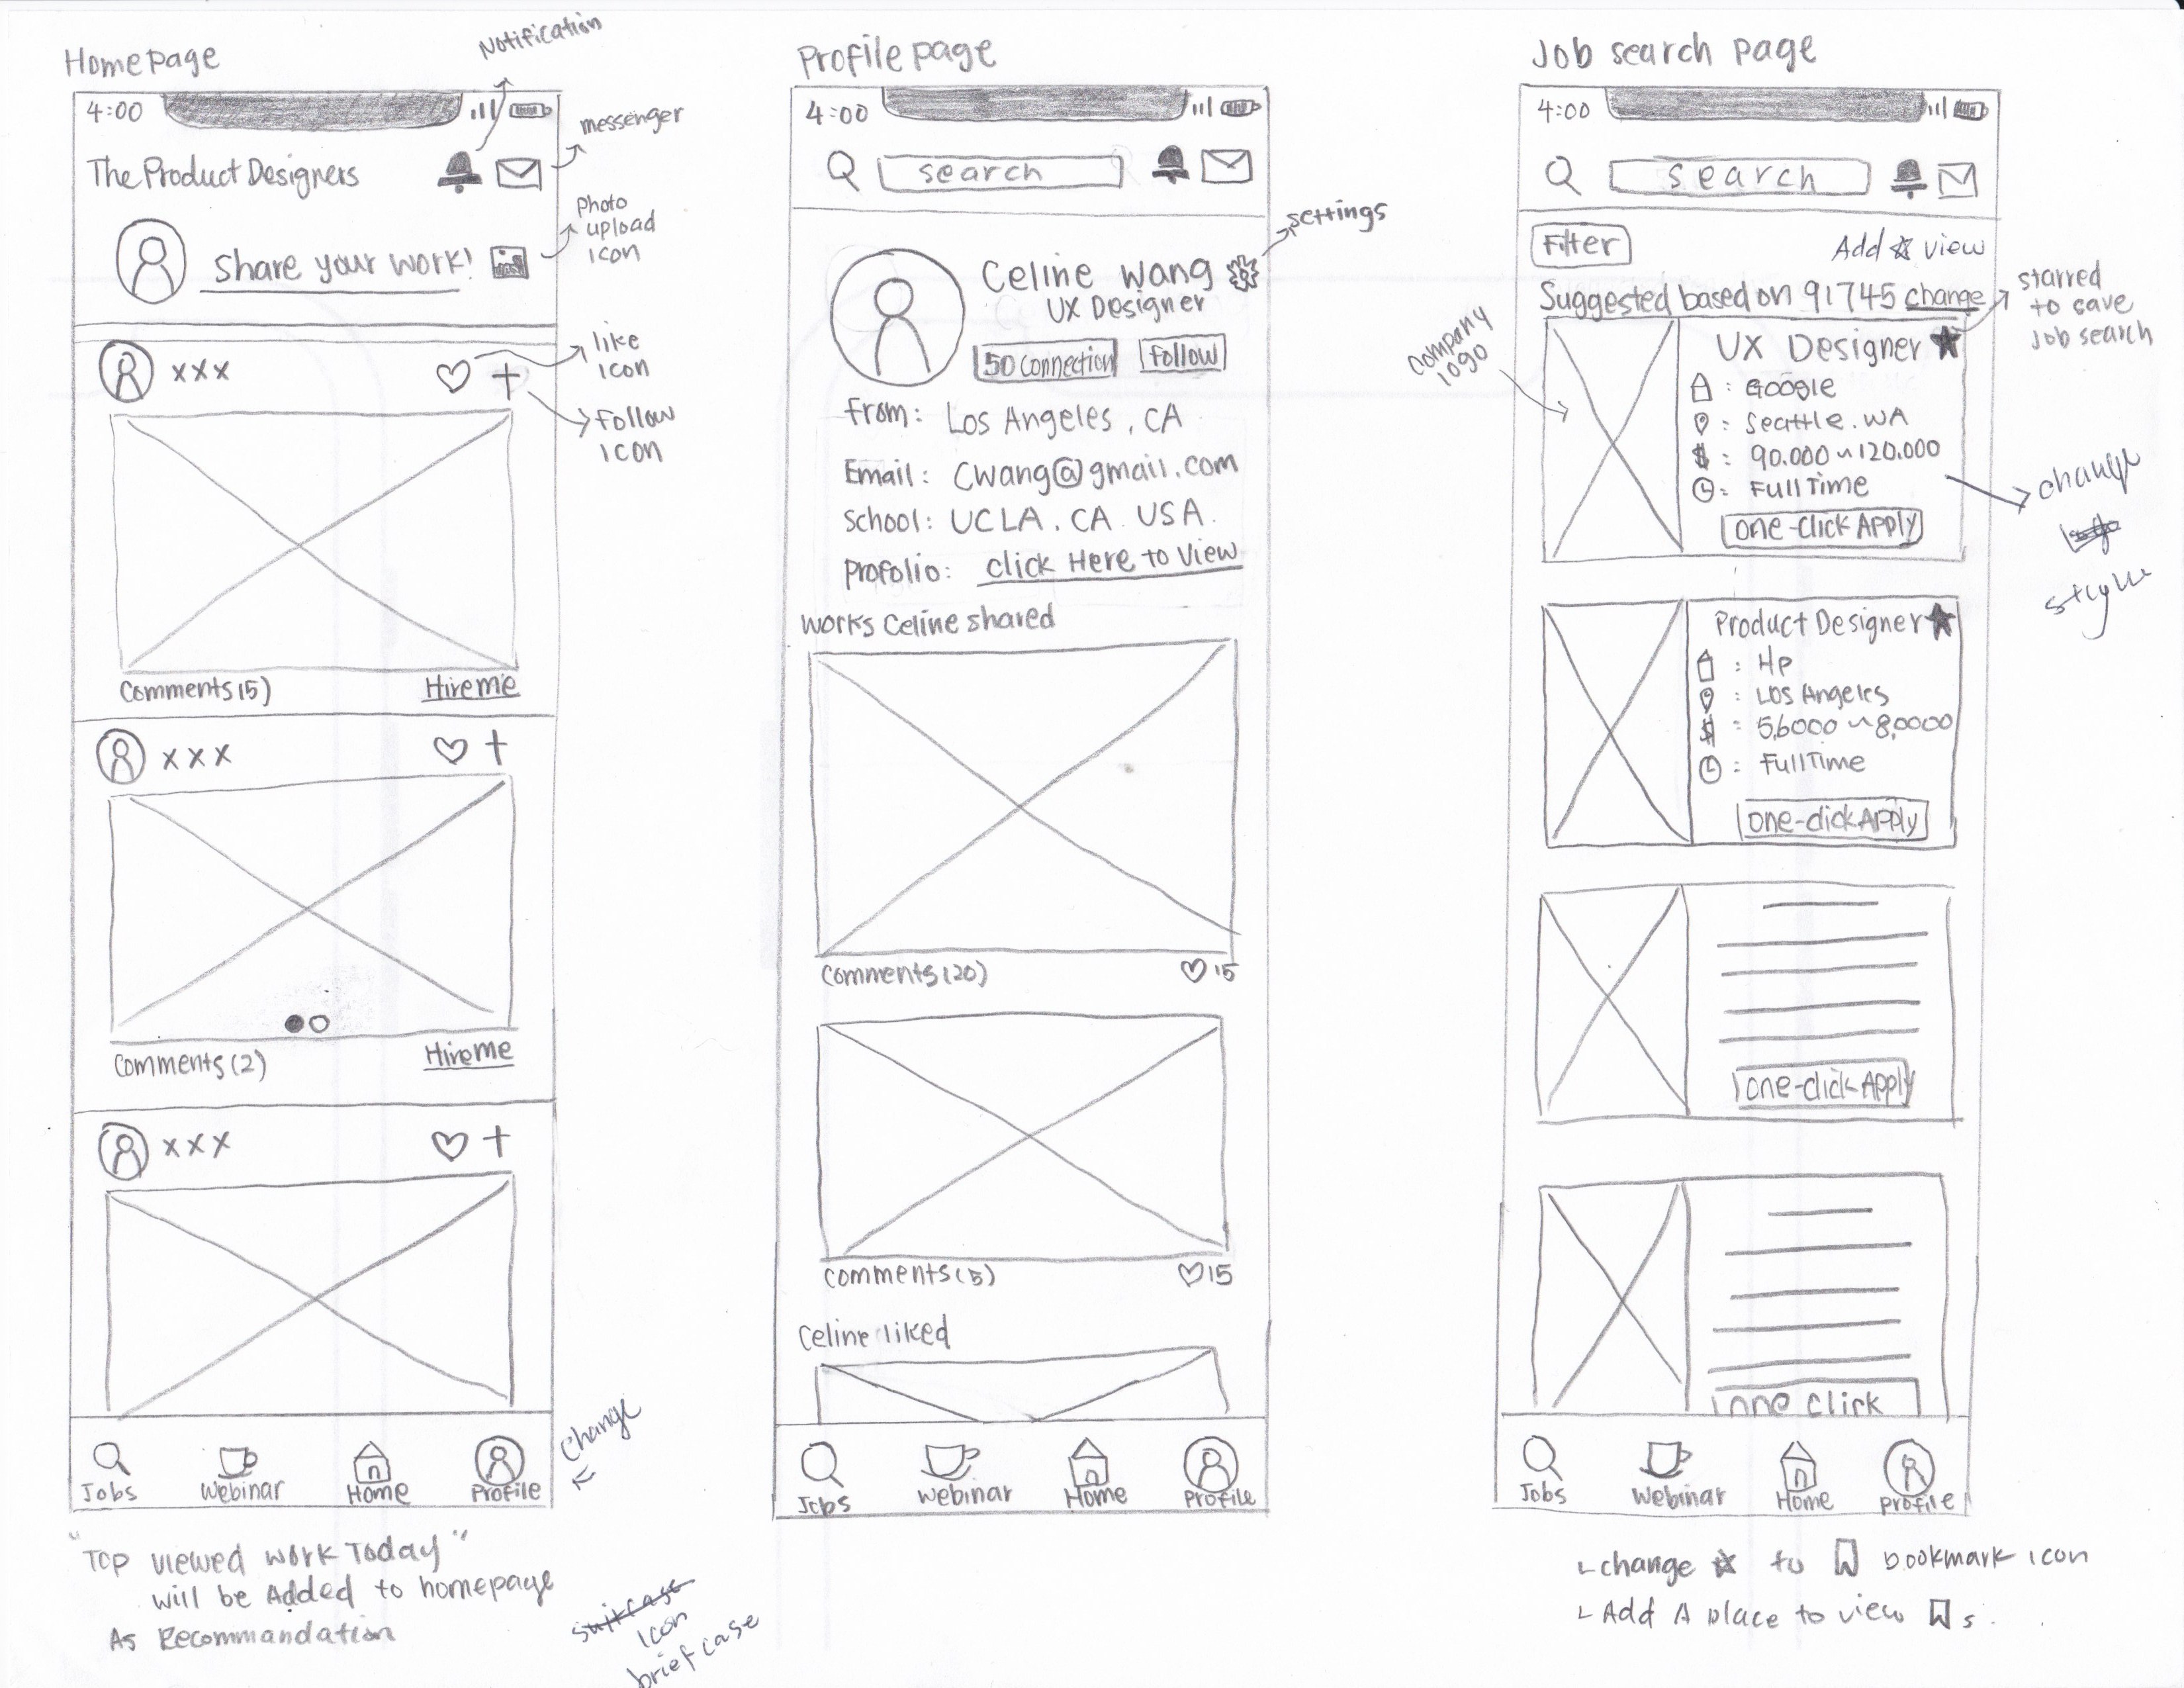 Homepage
Notification
4:00
messenger
The Product Designers
Photo
upload
icon
Share your work!
like
icon
xxx
Follow
ICON
Comments (5)
Hire me
xxx
Comments (2)
Hire me
xxx
Change
Jobs
Webinar
Home
Profile
"Top viewed work Today"
will be Added to homepage
As Recommandation
suitcase
Icon
briefcase
Profile page
4:00
search
settings
Celine Wang
UX Designer
50 connection
Follow
From: Los Angeles, CA
Email: Cwang@gmail.com
School: UCLA, CA USA.
Profolio: click Here to View
Works Celine shared
Comments (20)
15
Comments (5)
15
Celine liked
Jobs
Webinar
Home
Profile
Job search page
4:00
search
Filter
Add ☆ view
Suggested based on 91745 change
starred
to save
Job search
Company
logo
UX Designer
: Google
: Seattle. WA
$ : 90.000 ~ 120.000
: Full Time
One-click Apply
change
style
Product Designer
: Hp
: Los Angeles
$ : 5,6000 ~ 8,0000
: Full Time
One-click Apply
One-click Apply
One Click
Jobs
Webinar
Home
Profile
change ☆ to bookmark icon
Add A place to view s.